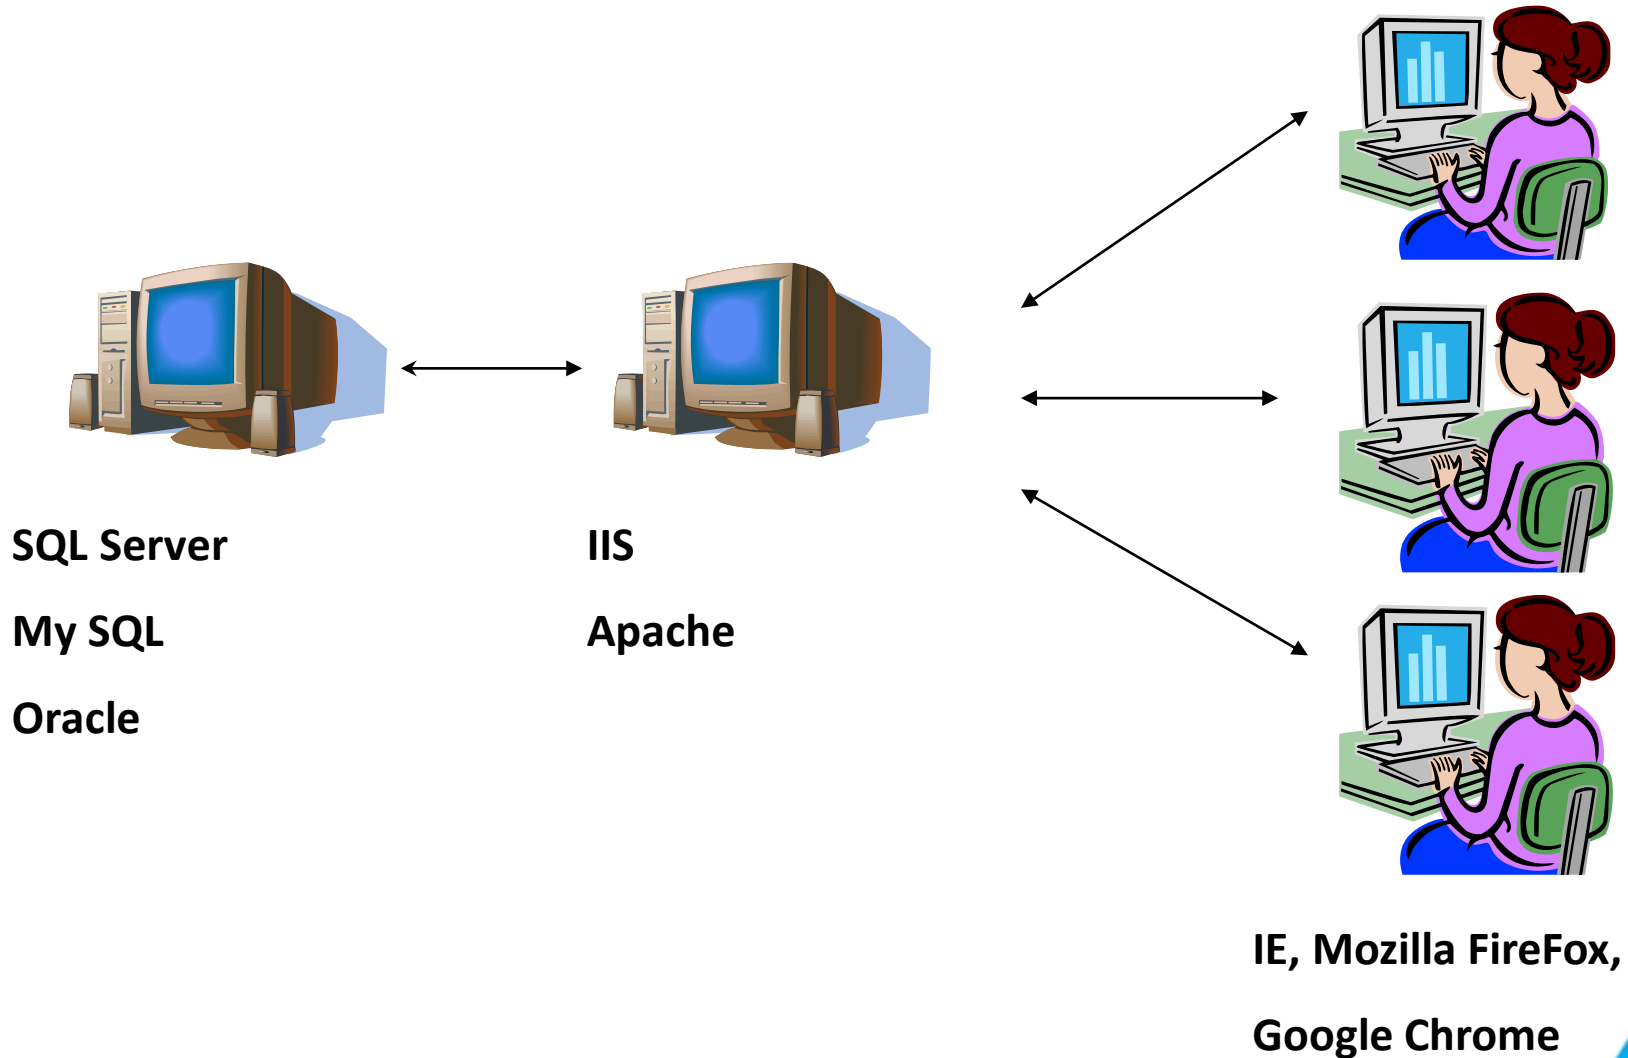 SQL Server
My SQL
Oracle
IIS
Apache
IE, Mozilla FireFox,
Google Chrome